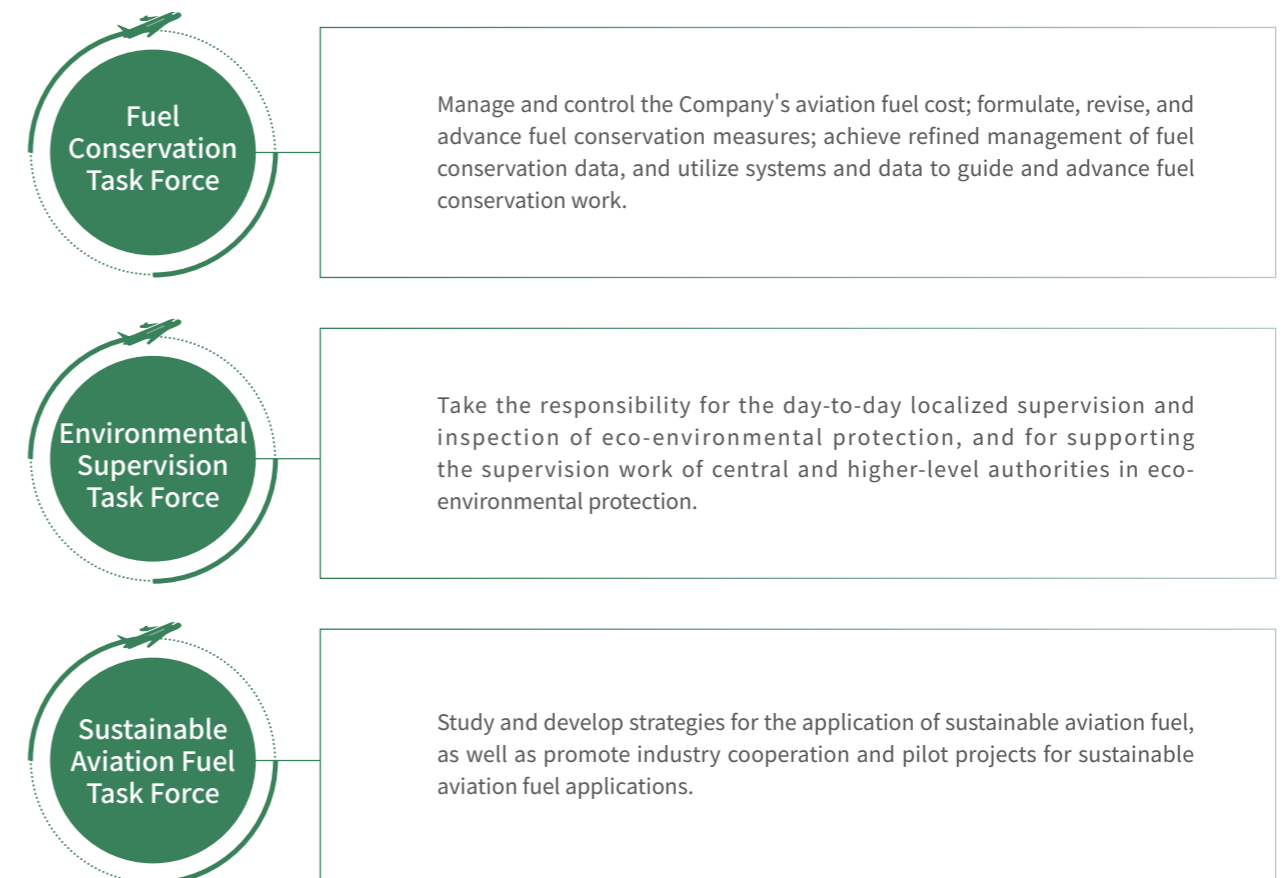 Fuel
Conservation
Task Force
Manage and control the Company's aviation fuel cost; formulate, revise, and
advance fuel conservation measures; achieve refined management of fuel
conservation data, and utilize systems and data to guide and advance fuel
conservation work.
Environmental
Supervision
Task Force
Take the responsibility for the day-to-day localized supervision and
inspection of eco-environmental protection, and for supporting
the supervision work of central and higher-level authorities in eco-
environmental protection.
Sustainable
Aviation Fuel
Task Force
Study and develop strategies for the application of sustainable aviation fuel,
as well as promote industry cooperation and pilot projects for sustainable
aviation fuel applications.